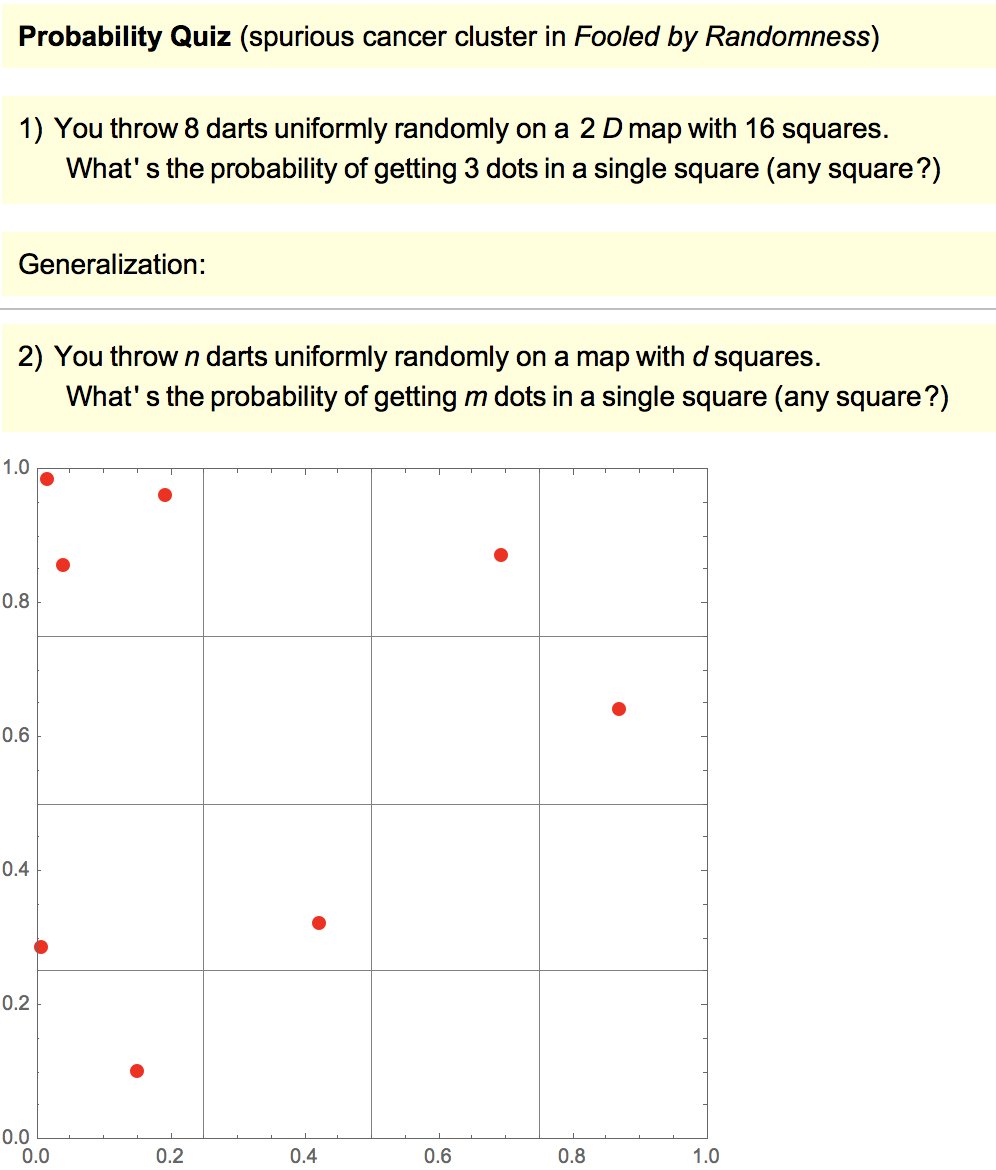 Probability Quiz (spurious cancer cluster in Fooled by Randomness)
1) You throw 8 darts uniformly randomly on a 2 D map with 16 squares.
What' s the probability of getting 3 dots in a single square (any square?)
Generalization:
2) You throw n darts uniformly randomly on a map with d squares.
What' s the probability of getting m dots in a single square (any square?)
1.0
0.8
0.6
0.4
0.2
0.0
0.0 0.2 0.4 0.6 0.8 1.0